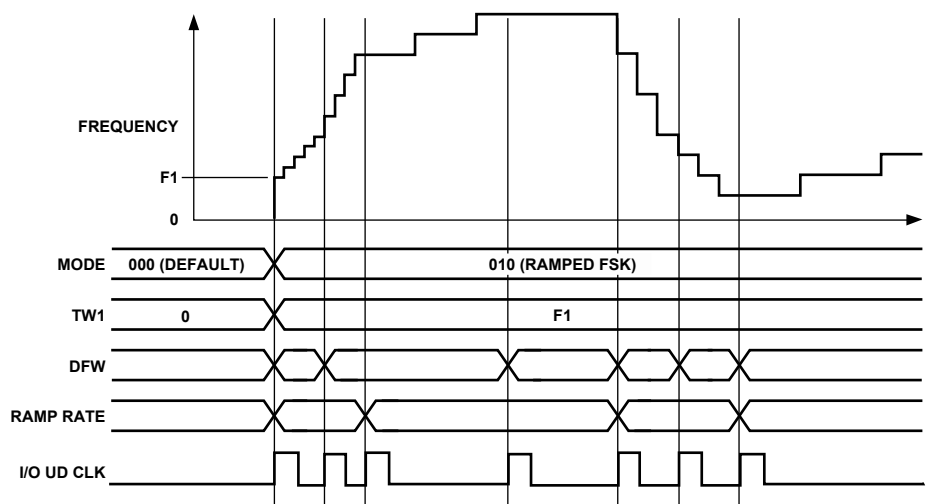 FREQUENCY
F1
0
MODE 000 (DEFAULT) 010 (RAMPED FSK)
TW1 0 F1
DFW
RAMP RATE
I/O UD CLK